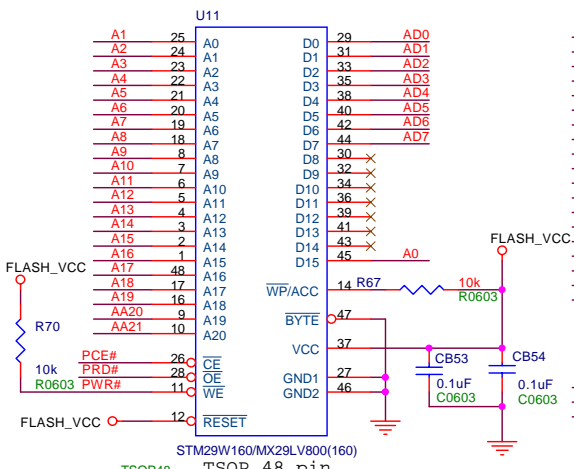 U11
A1 25 A0 D0 29 AD0
A2 24 A1 D1 31 AD1
A3 23 A2 D2 33 AD2
A4 22 A3 D3 35 AD3
A5 21 A4 D4 38 AD4
A6 20 A5 D5 40 AD5
A7 19 A6 D6 42 AD6
A8 18 A7 D7 44 AD7
A9 8 A8 D8 30
A10 7 A9 D9 32
A11 6 A10 D10 34
A12 5 A11 D11 36
A13 4 A12 D12 39
A14 3 A13 D13 41
A15 2 A14 D14 43
A16 1 A15 D15 45 A0
FLASH_VCC
FLASH_VCC
A17 48 A16
A18 17 A17 WP/ACC 14 R67 10k
R0603
A19 16 A18
AA20 9 A19 BYTE 47
AA21 10 A20
R70
VCC 37
CB53 CB54
PCE# 26 CE
10k PRD# 28 OE GND1 27 0.1uF 0.1uF
R0603 PWR# 11 WE GND2 46 C0603 C0603
FLASH_VCC 12 RESET
STM29W160/MX29LV800(160)
TSOP48 TSOP 48 pin